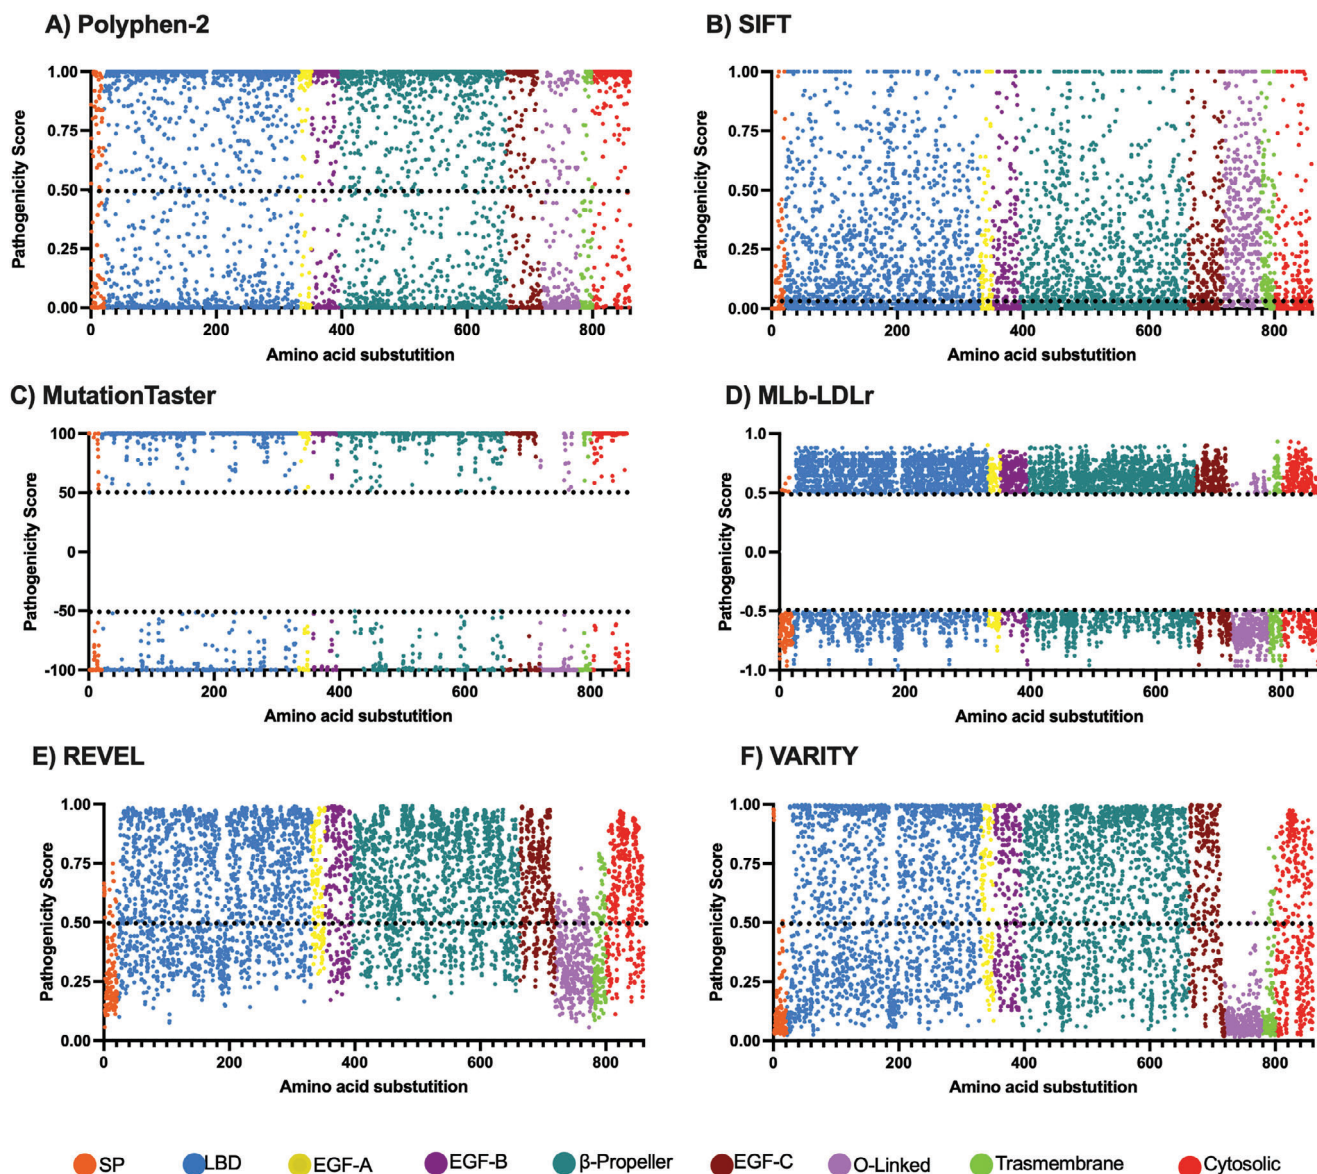 A) Polyphen-2
Pathogenicity Score
1.00
0.75
0.50
0.25
0.00
0
200
400
600
800
Amino acid substutition
B) SIFT
Pathogenicity Score
1.00
0.75
0.50
0.25
0.00
0
200
400
600
800
Amino acid substutition
C) MutationTaster
Pathogenicity Score
100
50
0
-50
-100
0
200
400
600
800
Amino acid substutition
D) MLb-LDLr
Pathogenicity Score
1.0
0.5
0.0
-0.5
-1.0
0
200
400
600
800
Amino acid substutition
E) REVEL
Pathogenicity Score
1.00
0.75
0.50
0.25
0.00
0
200
400
600
800
Amino acid substutition
F) VARITY
Pathogenicity Score
1.00
0.75
0.50
0.25
0.00
0
200
400
600
800
Amino acid substutition
SP
LBD
EGF-A
EGF-B
β-Propeller
EGF-C
O-Linked
Trasmembrane
Cytosolic